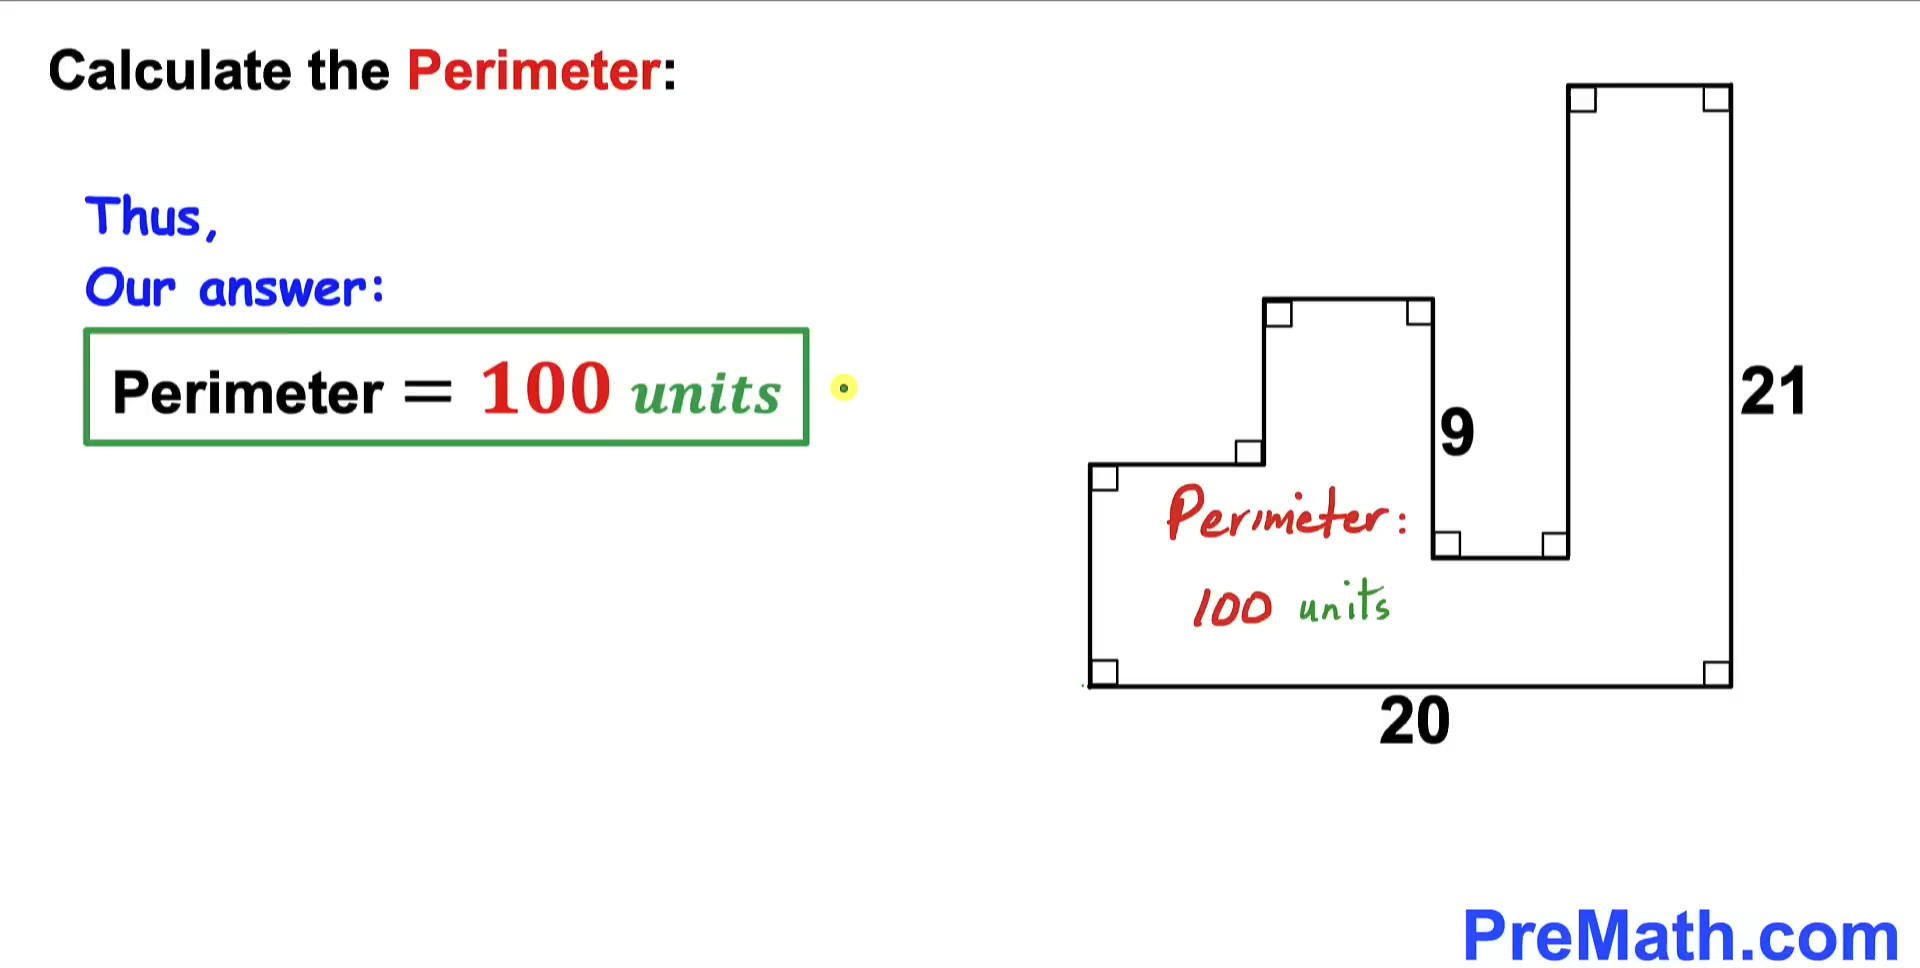 Calculate the Perimeter:
Thus,
Our answer:
Perimeter = 100 units
21
9
Perimeter:
100 units
20
PreMath.com